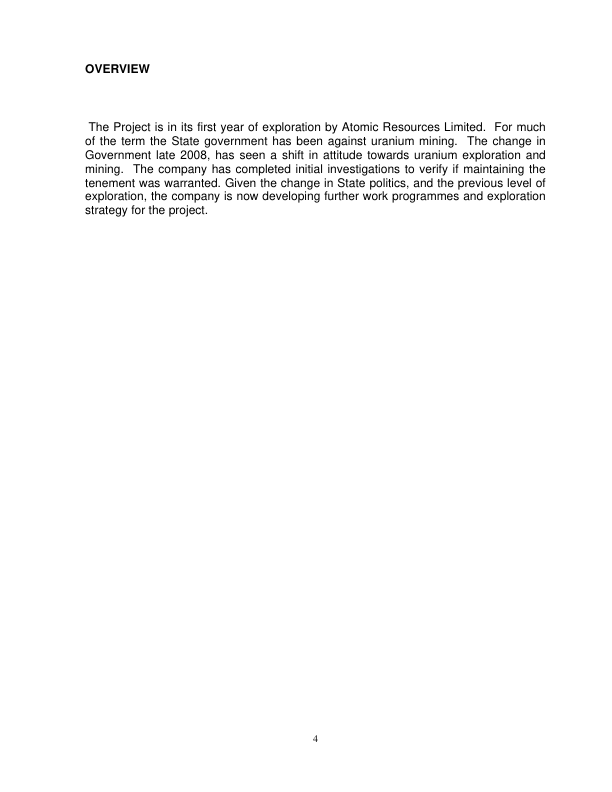 OVERVIEW
The Project is in its first year of exploration by Atomic Resources Limited.  For much
of the term the State government has been against uranium mining.  The change in
Government late 2008, has seen a shift in attitude towards uranium exploration and
mining.  The company has completed initial investigations to verify if maintaining the
tenement was warranted. Given the change in State politics, and the previous level of
exploration, the company is now developing further work programmes and exploration
strategy for the project.
4